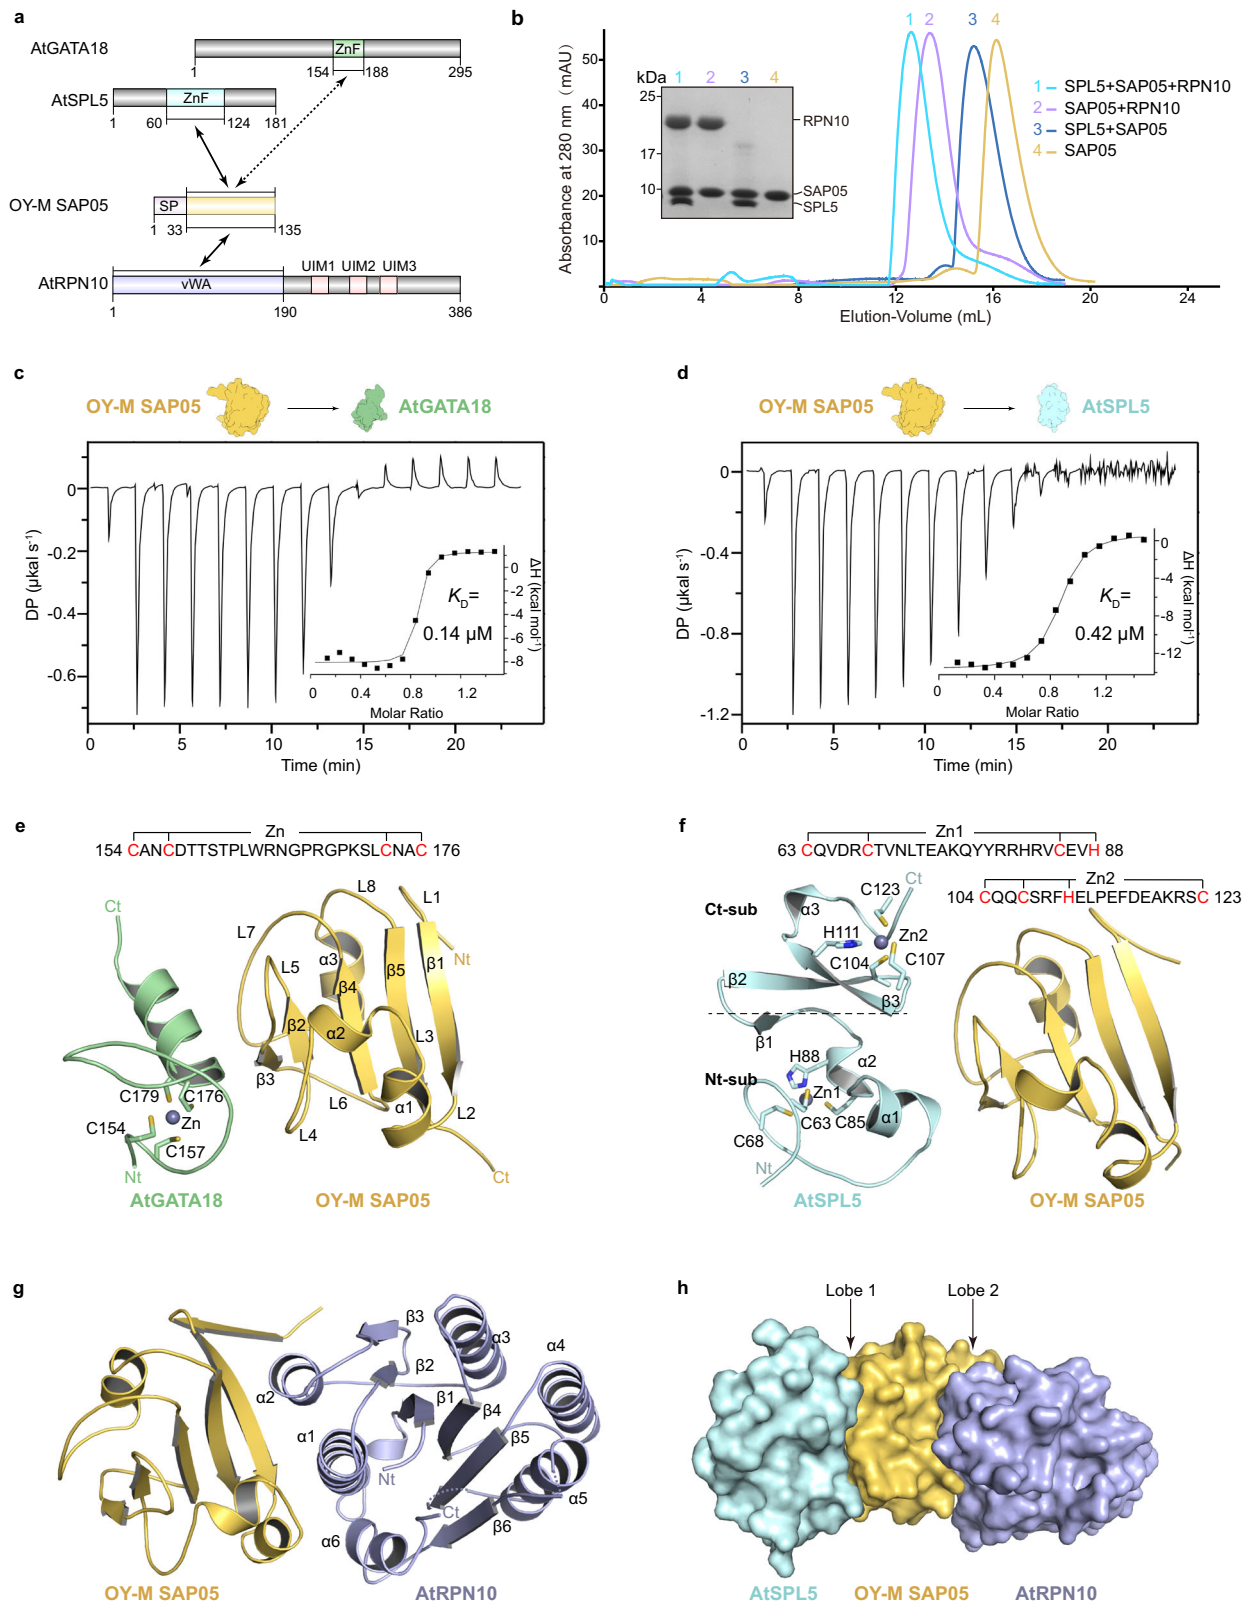 a
AtGATA18
ZnF
1
154
188
295
AtSPL5
ZnF
1
60
124
181
OY-M SAP05
SP
1
33
135
AtRPN10
vWA
UIM1
UIM2
UIM3
1
190
386
b
Absorbance at 280 nm (mAU)
50
40
30
20
10
0
4
8
12
16
20
24
Elution-Volume (mL)
1
2
3
4
kDa
1
2
3
4
25
17
10
RPN10
SAP05
SPL5
1 – SPL5+SAP05+RPN10
2 – SAP05+RPN10
3 – SPL5+SAP05
4 – SAP05
c
OY-M SAP05
AtGATA18
DP (µkal s⁻¹)
0
-0.2
-0.4
-0.6
0
5
10
15
20
Time (min)
K_D=
0.14 µM
0
-2
-4
-6
-8
ΔH (kcal mol⁻¹)
0
0.4
0.8
1.2
Molar Ratio
d
OY-M SAP05
AtSPL5
DP (µkal s⁻¹)
0
-0.4
-0.8
-1.2
0
5
10
15
20
Time (min)
K_D=
0.42 µM
0
-4
-8
-12
ΔH (kcal mol⁻¹)
0
0.4
0.8
1.2
Molar Ratio
e
Zn
154 CANCDTTSTPLWRNGPRGPKSLCNAC 176
Ct
C179
C176
Zn
C154
C157
Nt
AtGATA18
L8
L1
L7
L5
α3
β4
β5
β1
Nt
β2
α2
L3
β3
L6
α1
L2
L4
Ct
OY-M SAP05
f
Zn1
63 CQVDRCTVNLTEAKQYYRRHRVCEVH 88
Zn2
104 CQQCSRFHELPEFDEAKRSC 123
Ct-sub
α3
C123
Ct
H111
Zn2
C104
C107
β2
β3
β1
H88
α2
Nt-sub
Zn1
C68
C63
C85
α1
Nt
AtSPL5
OY-M SAP05
g
β3
α3
α4
β2
α2
β1
β4
α1
β5
Nt
Ct
α5
α6
β6
OY-M SAP05
AtRPN10
h
Lobe 1
Lobe 2
AtSPL5
OY-M SAP05
AtRPN10